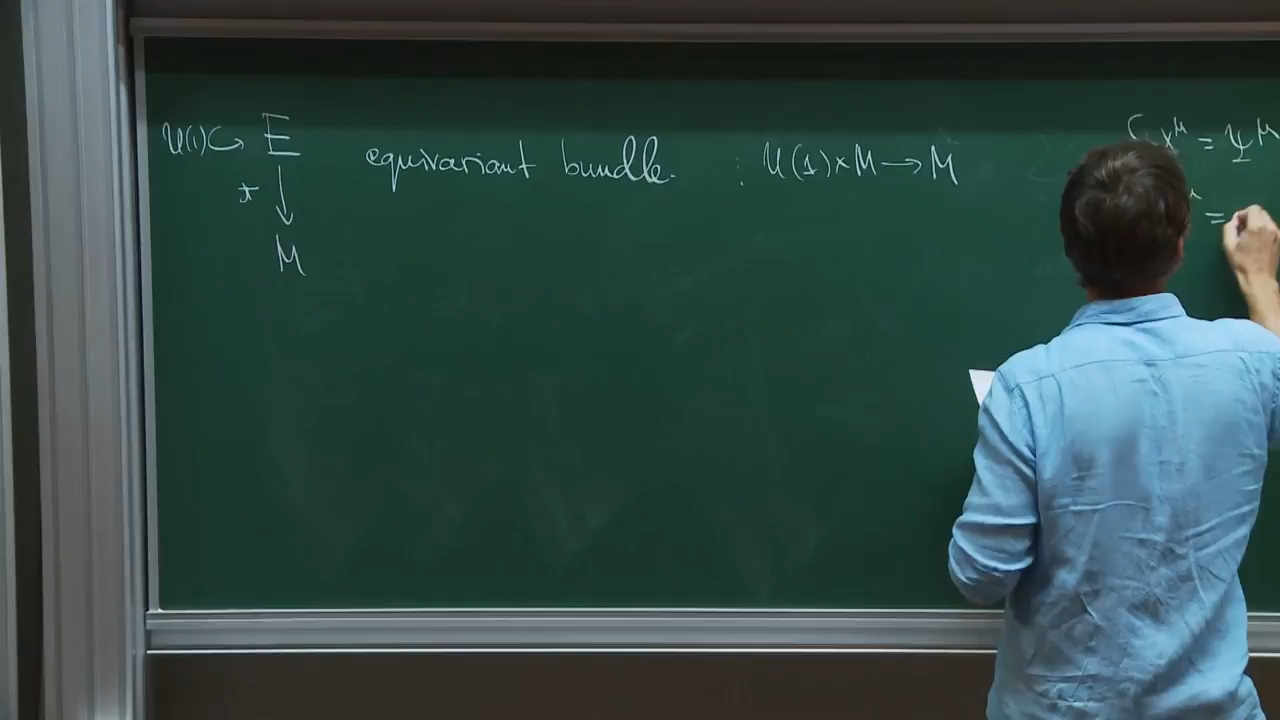 U(1) ↪ E equivariant bundle. : U(1) × M → M
π ↓
M
x^μ = ψ^μ
=